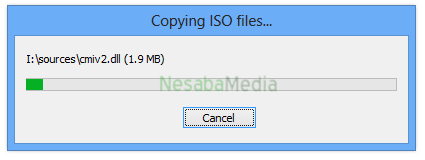 Copying ISO files...
I:\sources\cmiv2.dll (1.9 MB)
NesabaMedia
Cancel